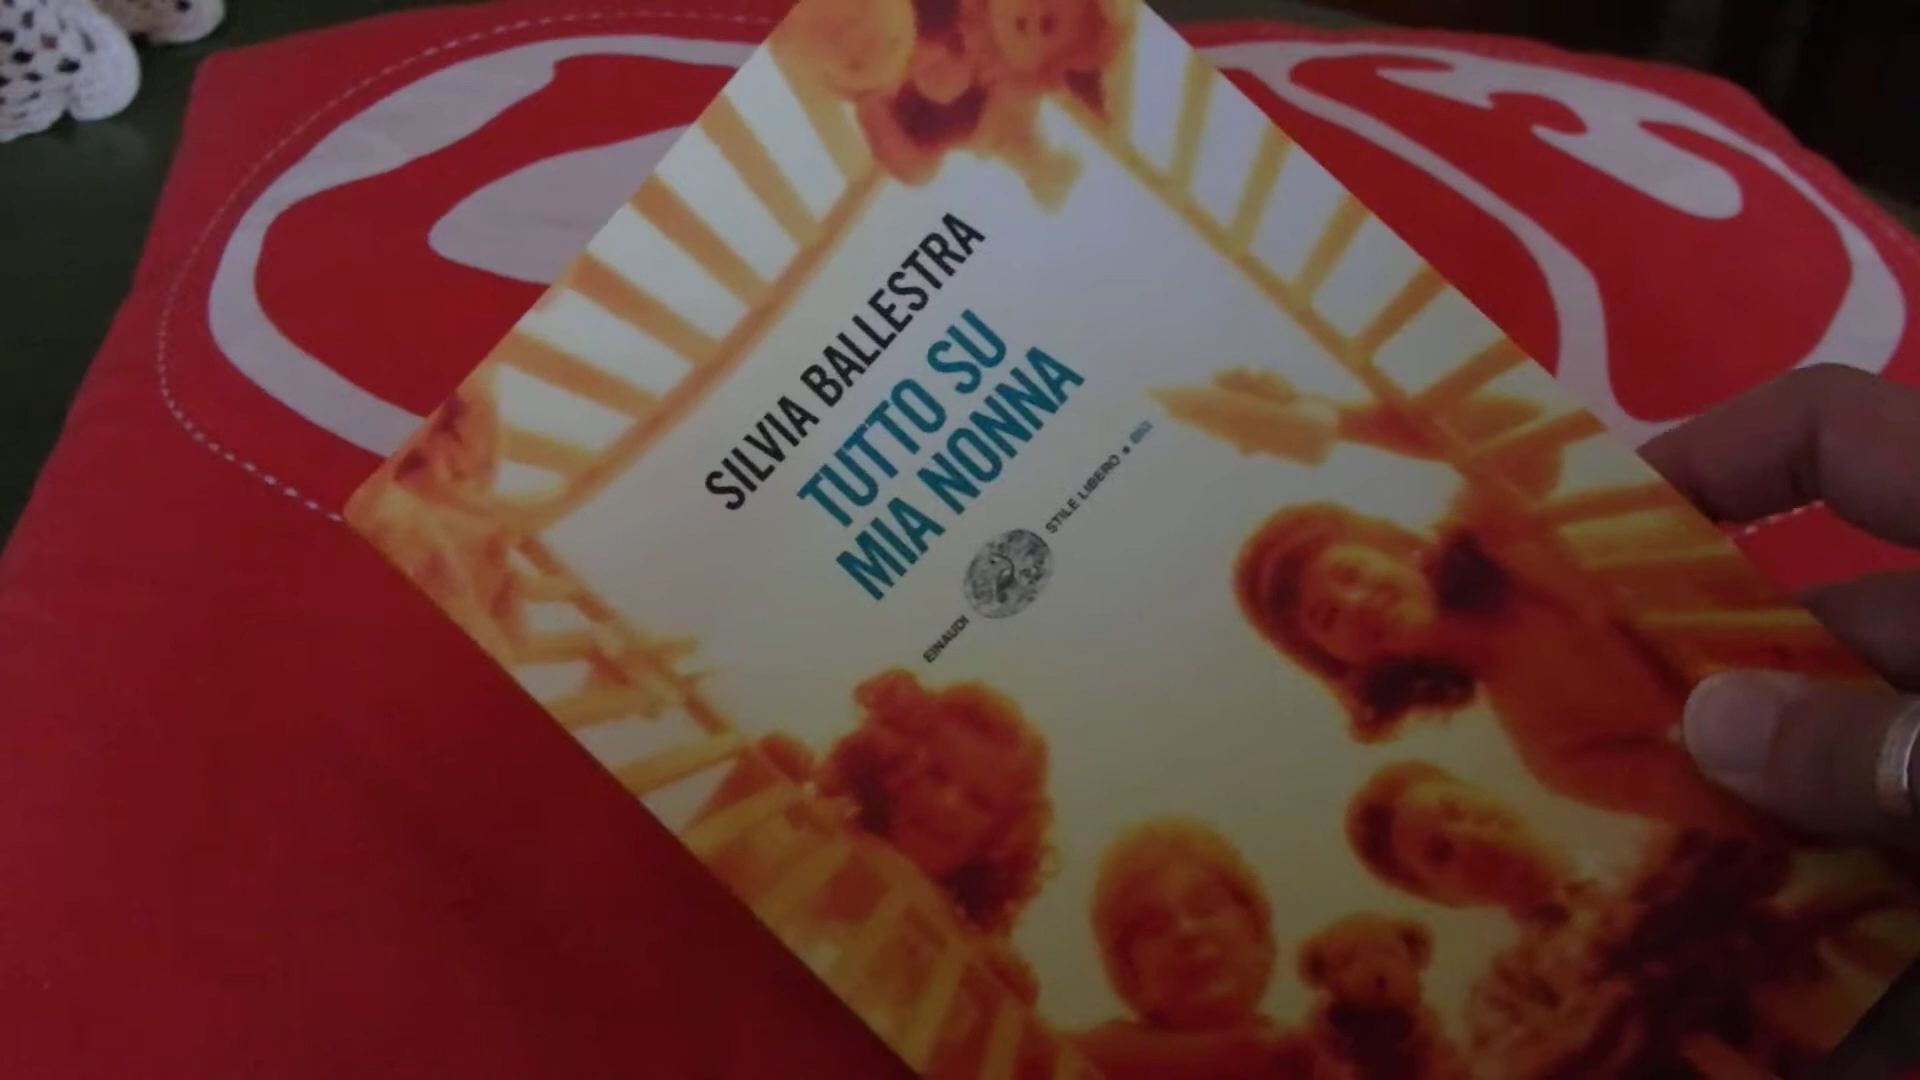 SILVIA BALLESTRA
TUTTO SU
MIA NONNA
EINAUDI STILE LIBERO •